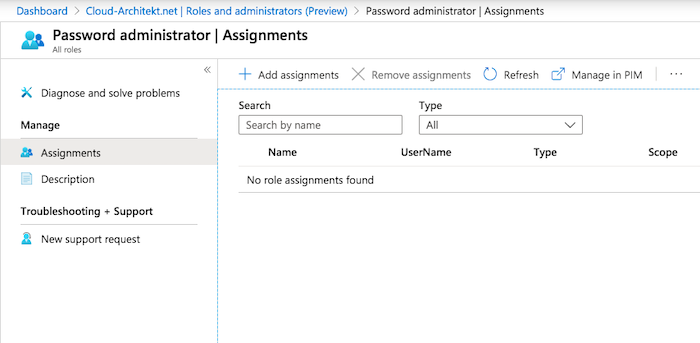 Dashboard > Cloud-Architekt.net | Roles and administrators (Preview) > Password administrator | Assignments
Password administrator | Assignments
All roles
«
Diagnose and solve problems
Manage
Assignments
Description
Troubleshooting + Support
New support request
+ Add assignments Remove assignments Refresh Manage in PIM ...
Search Type
Search by name All
Name UserName Type Scope
No role assignments found